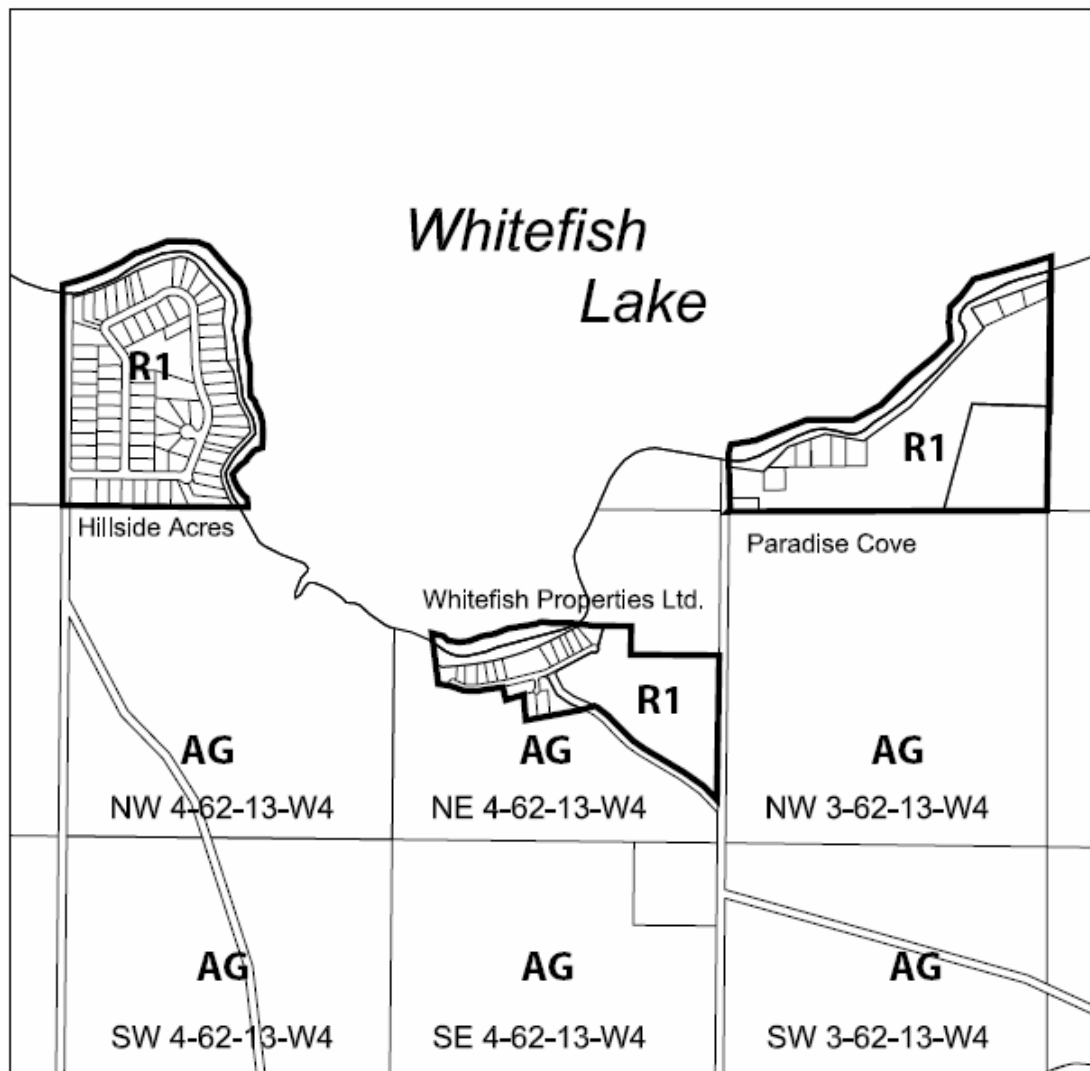 Whitefish
Lake
R1
R1
Hillside Acres
Paradise Cove
Whitefish Properties Ltd.
R1
AG
AG
AG
NW 4-62-13-W4
NE 4-62-13-W4
NW 3-62-13-W4
AG
AG
AG
SW 4-62-13-W4
SE 4-62-13-W4
SW 3-62-13-W4